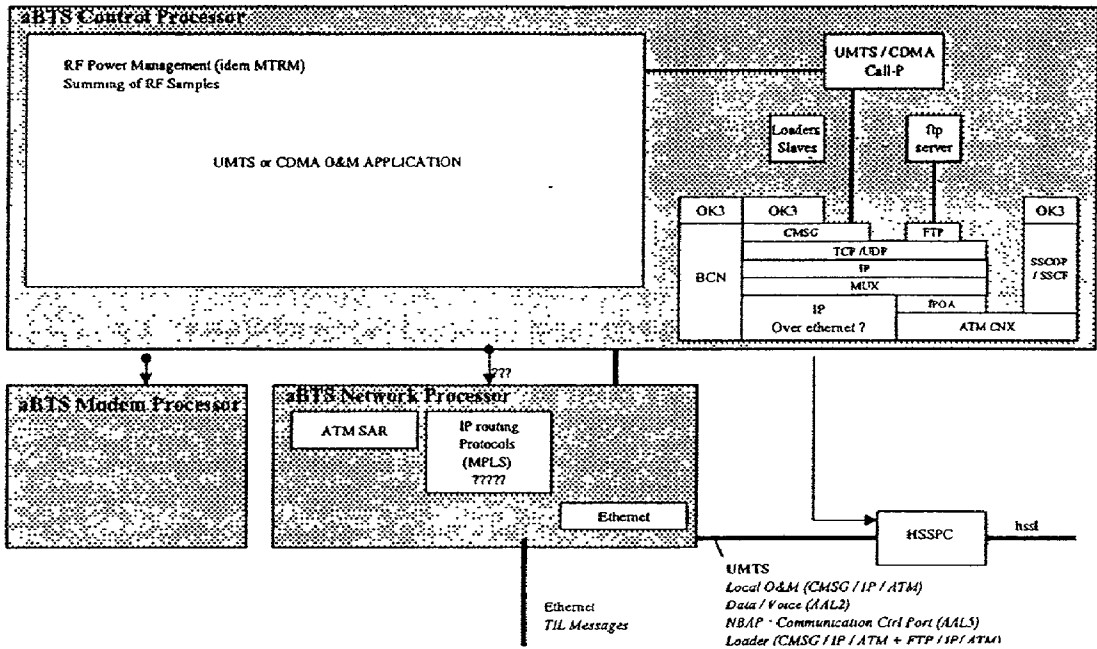 aBTS Control Processor
RF Power Management (idem MTRM)
Summing of RF Samples
UMTS or CDMA O&M APPLICATION
UMTS / CDMA
Call-P
Loaders
Slaves
ftp
server
OK3
OK3
OK3
CMSG
FTP
TCP /UDP
IP
MUX
BCN
SSCOP
/ SSCF
IP
Over ethernet ?
IPOA
ATM CNX
???
aBTS Modem Processor
aBTS Network Processor
ATM SAR
IP routing
Protocols
(MPLS)
?????
Ethernet
HSSPC
hssl
Ethernet
TIL Messages
UMTS
Local O&M (CMSG / IP / ATM)
Data / Voice (AAL2)
NBAP - Communication Ctrl Port (AAL5)
Loader (CMSG / IP / ATM + FTP / IP / ATM)